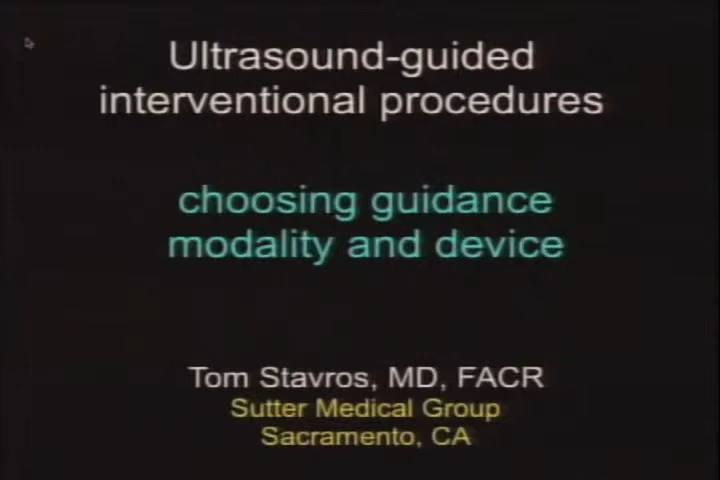 Ultrasound-guided
interventional procedures
choosing guidance
modality and device
Tom Stavros, MD, FACR
Sutter Medical Group
Sacramento, CA